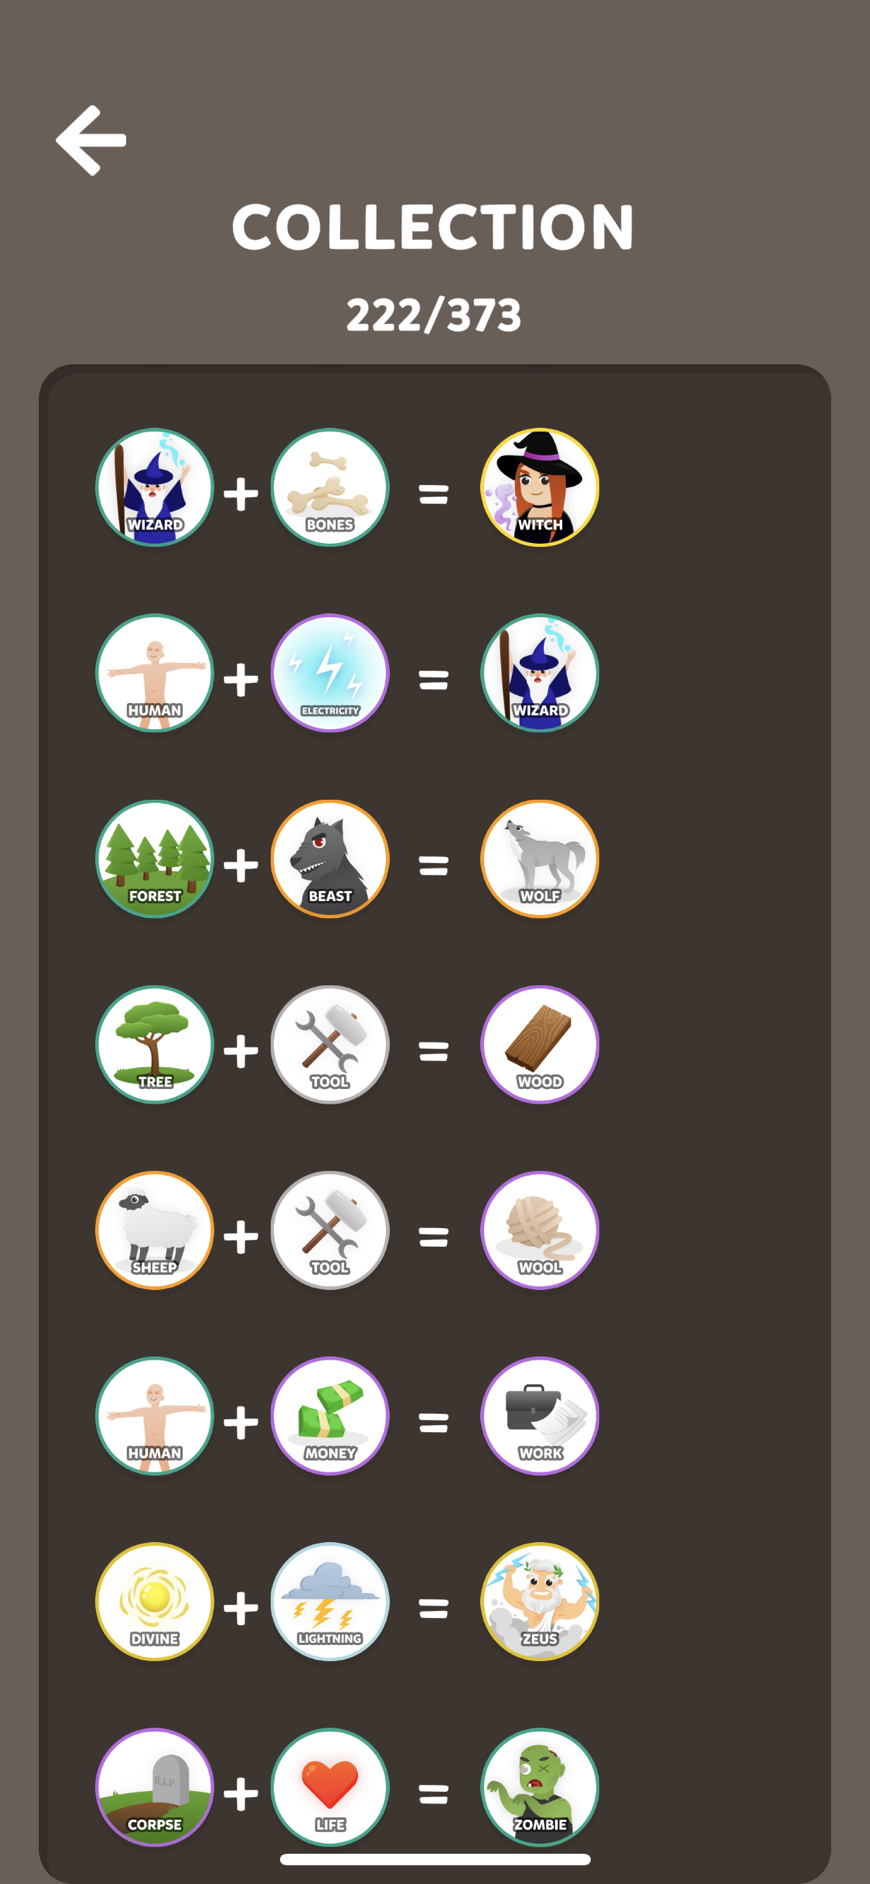 COLLECTION
222/373
WIZARD + BONES = WITCH
HUMAN + ELECTRICITY = WIZARD
FOREST + BEAST = WOLF
TREE + TOOL = WOOD
SHEEP + TOOL = WOOL
HUMAN + MONEY = WORK
DIVINE + LIGHTNING = ZEUS
R.I.P.
CORPSE + LIFE = ZOMBIE